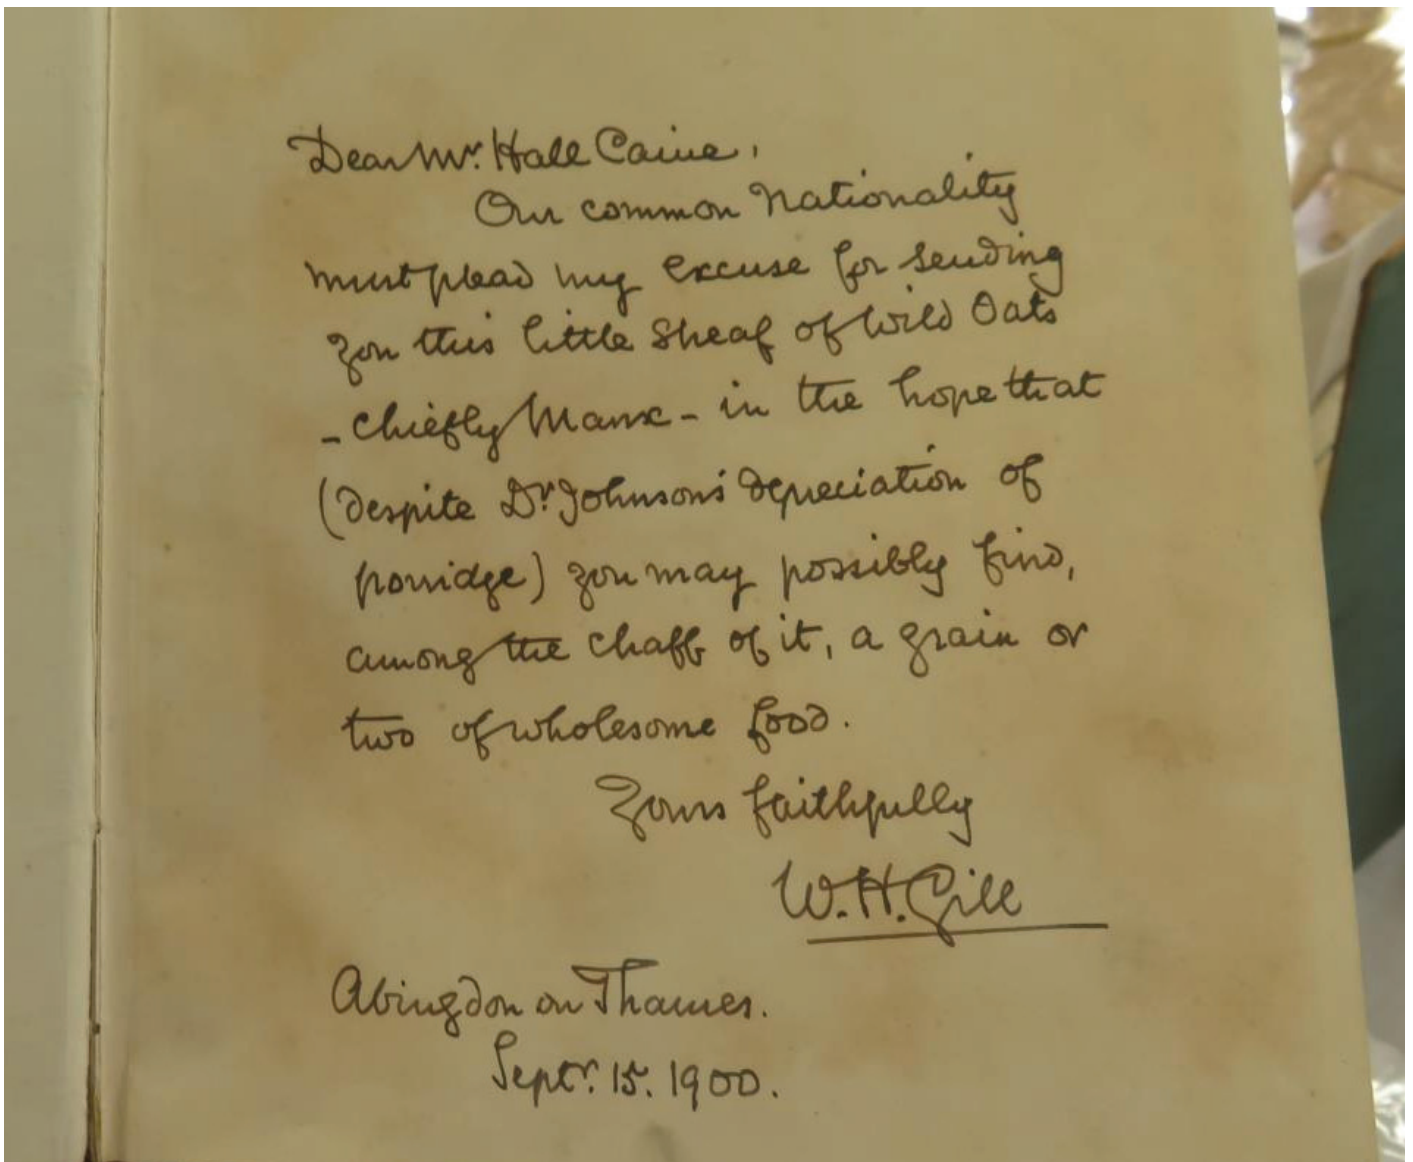 Dear Mr. Hall Caine,
Our common Nationality
must plead my excuse for sending
you this little Sheaf of Wild Oats
- chiefly Manx - in the hope that
(despite Dr. Johnson's depreciation of
porridge) you may possibly find,
among the chaff of it, a grain or
two of wholesome food.
Yours faithfully
W. H. Gill
Abingdon on Thames.
Septr. 15. 1900.